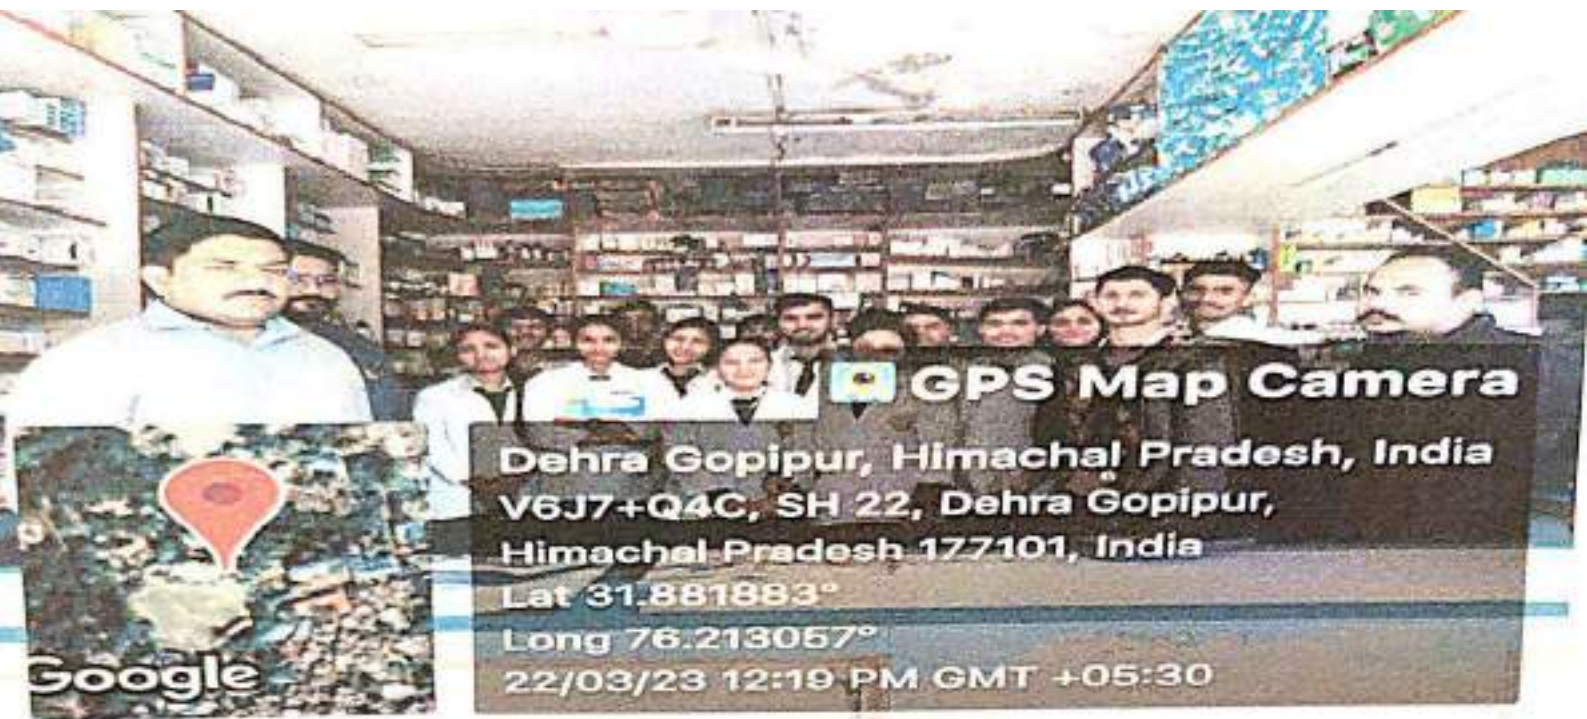 GPS Map Camera
Dehra Gopipur, Himachal Pradesh, India
V6J7+Q4C, SH 22, Dehra Gopipur,
Himachal Pradesh 177101, India
Lat 31.881883°
Long 76.213057°
22/03/23 12:19 PM GMT +05:30
Google